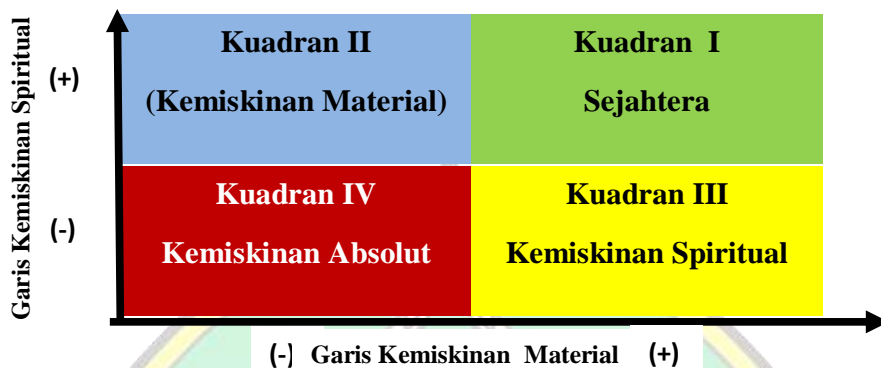 Garis Kemiskinan Spiritual
(+)
(-)
Kuadran II
(Kemiskinan Material)
Kuadran I
Sejahtera
Kuadran IV
Kemiskinan Absolut
Kuadran III
Kemiskinan Spiritual
(-) Garis Kemiskinan Material (+)